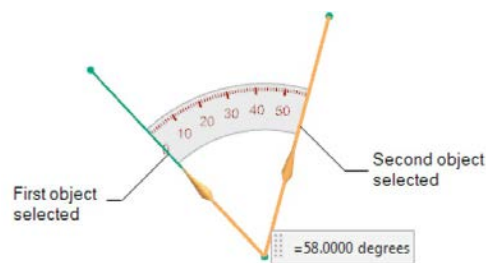 0 10 20 30 40 50
First object
selected
Second object
selected
=58.0000 degrees